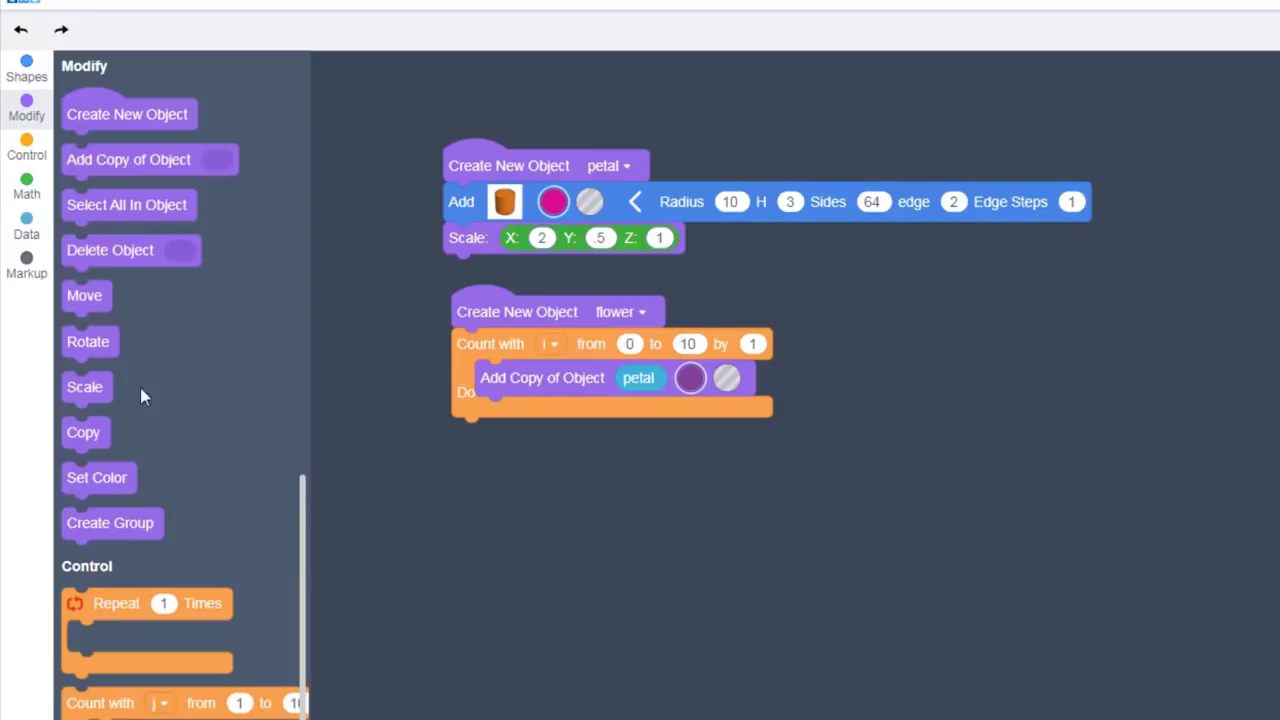 Shapes
Modify
Control
Math
Data
Markup
Modify
Create New Object
Add Copy of Object
Select All In Object
Delete Object
Move
Rotate
Scale
Copy
Set Color
Create Group
Control
Repeat 1 Times
Count with j from 1 to
Create New Object petal
Add Radius 10 H 3 Sides 64 edge 2 Edge Steps 1
Scale: X: 2 Y: .5 Z: 1
Create New Object flower
Count with i from 0 to 10 by 1
Add Copy of Object petal
Do